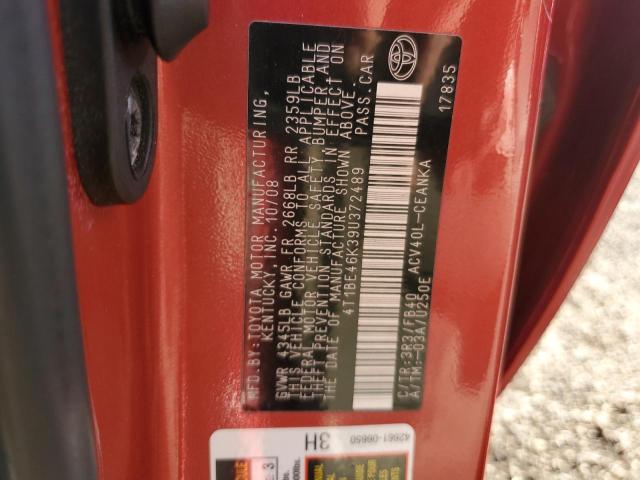 MFD.BY:TOYOTA MOTOR MANUFACTURING,
KENTUCKY, INC. 10/08
GVWR 4345LB GAWR FR 2668LB RR 2359LB
THIS VEHICLE CONFORMS TO ALL APPLICABLE
FEDERAL MOTOR VEHICLE SAFETY, BUMPER, AND
THEFT PREVENTION STANDARDS IN EFFECT ON
THE DATE OF MANUFACTURE SHOWN ABOVE.
4T1BE46K39U372489 PASS.CAR
ACV40L-CEANKA
C/TR:3R3/FB40
A/TM:-03A/U250E
17835
42661-06650
3H